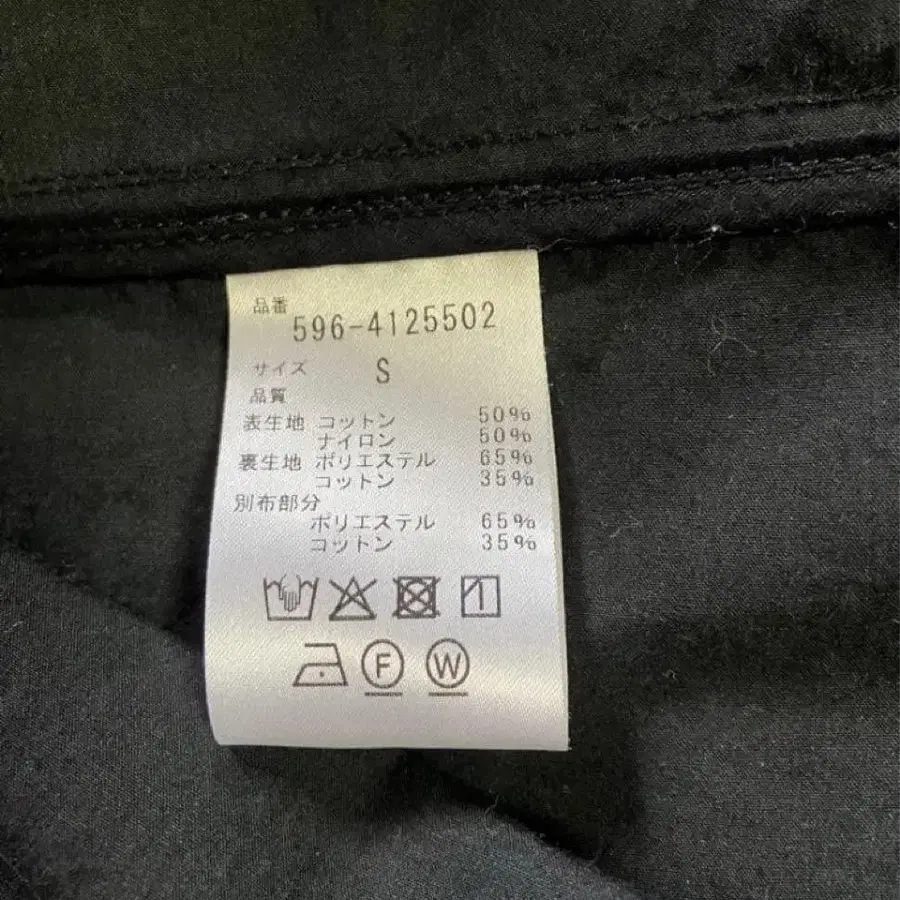 品番
596-4125502
サイズ S
品質
表生地 コットン 50%
ナイロン 50%
裏生地 ポリエステル 65%
コットン 35%
別布部分
ポリエステル 65%
コットン 35%
F W